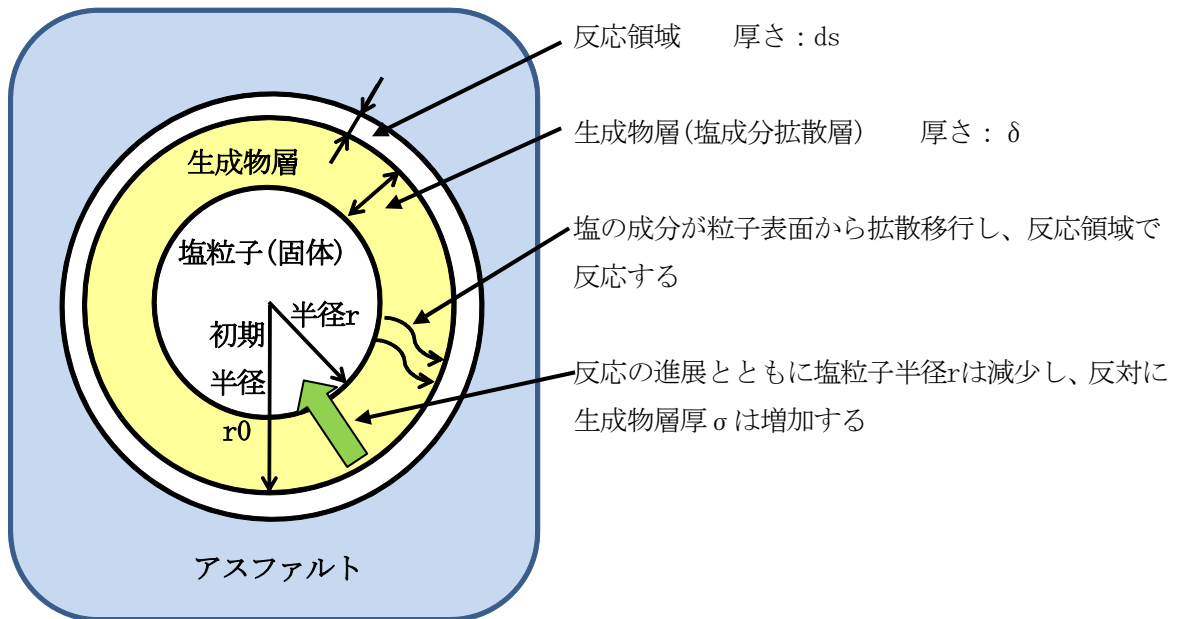 反応領域　　厚さ：ds
生成物層(塩成分拡散層)　　厚さ：δ
塩の成分が粒子表面から拡散移行し、反応領域で
反応する
反応の進展とともに塩粒子半径rは減少し、反対に
生成物層厚σは増加する
生成物層
塩粒子(固体)
半径r
初期
半径
r0
アスファルト